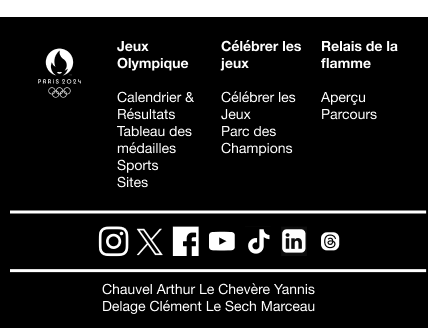 PARIS 2024
Jeux
Olympique
Calendrier &
Résultats
Tableau des
médailles
Sports
Sites
Célébrer les
jeux
Célébrer les
Jeux
Parc des
Champions
Relais de la
flamme
Aperçu
Parcours
Chauvel Arthur Le Chevère Yannis
Delage Clément Le Sech Marceau